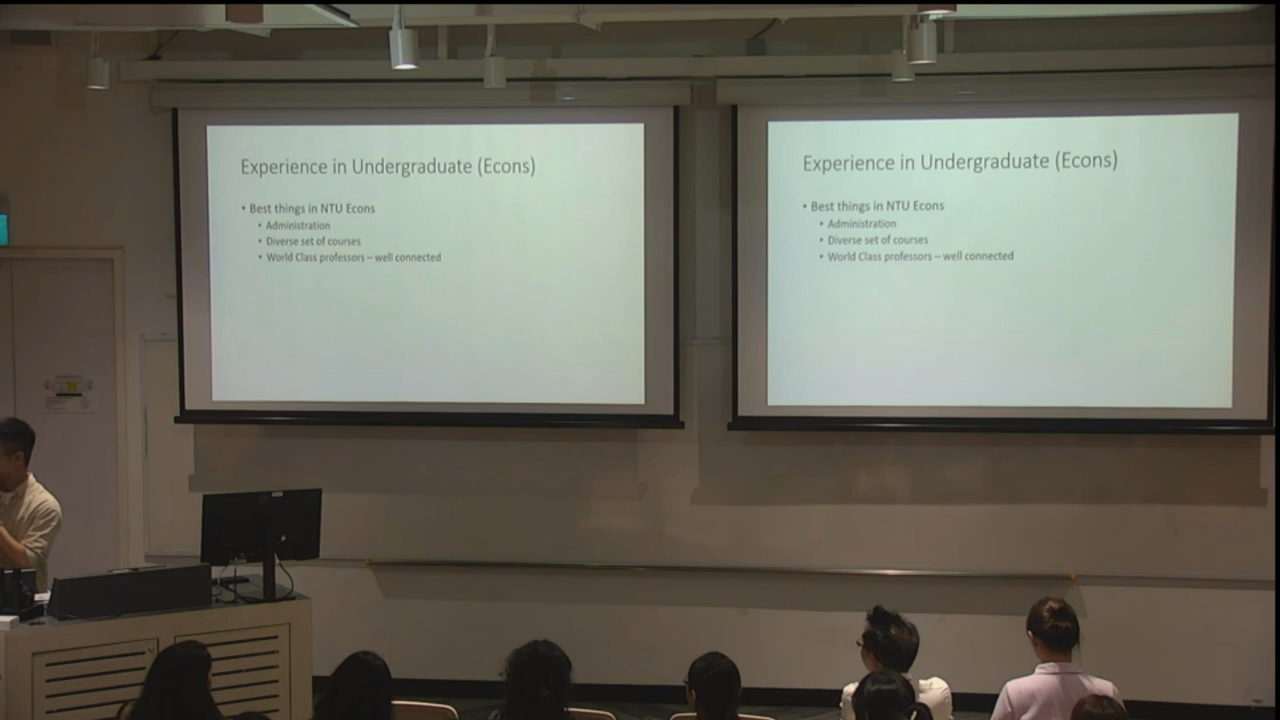 Experience in Undergraduate (Econs)
• Best things in NTU Econs
• Administration
• Diverse set of courses
• World Class professors – well connected
Experience in Undergraduate (Econs)
• Best things in NTU Econs
• Administration
• Diverse set of courses
• World Class professors – well connected